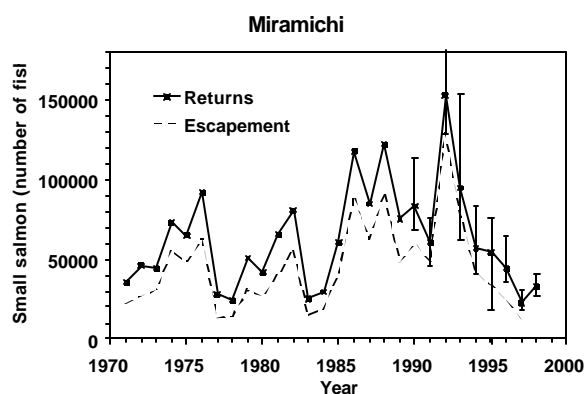 Miramichi
Small salmon (number of fisl
150000
100000
50000
0
Returns
Escapement
1970 1975 1980 1985 1990 1995 2000
Year